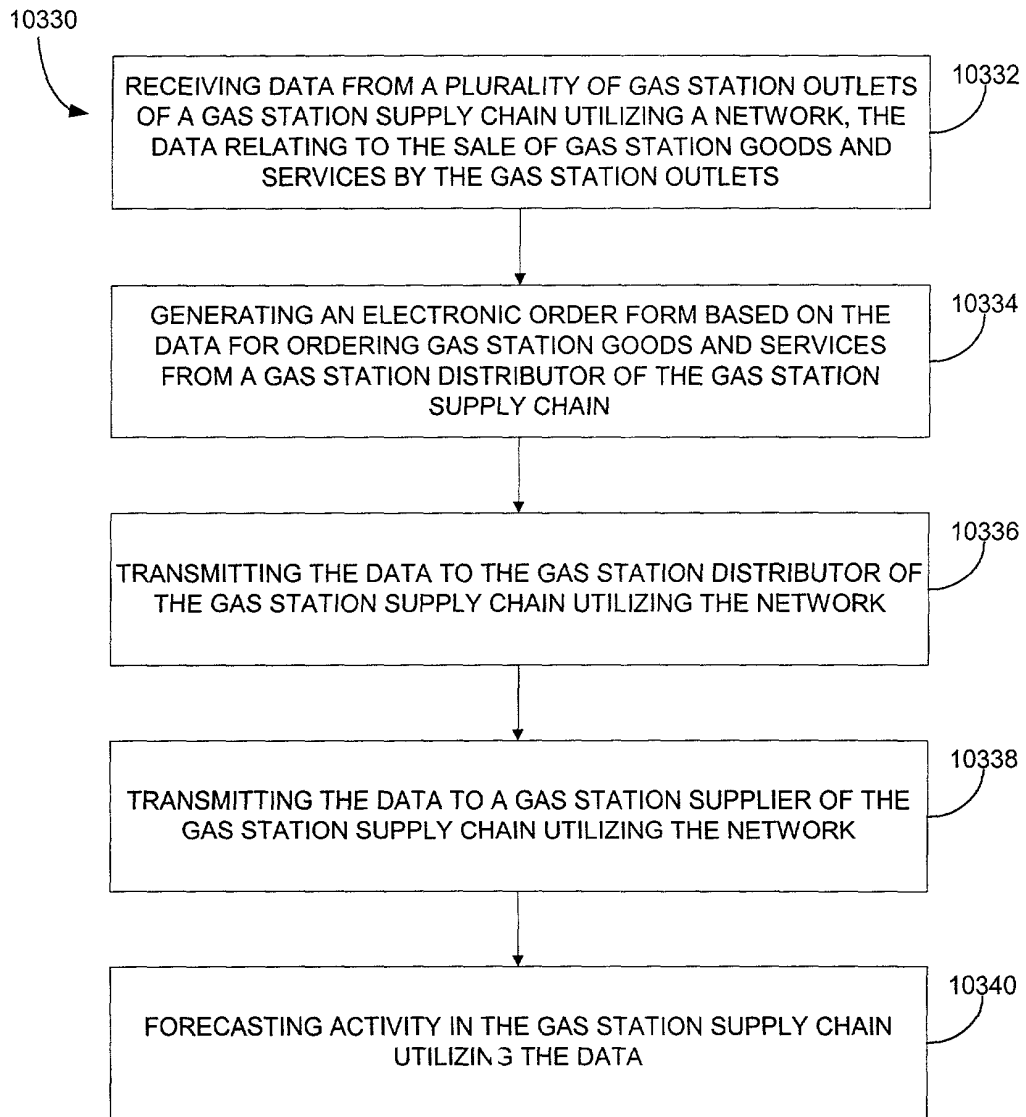 10330
RECEIVING DATA FROM A PLURALITY OF GAS STATION OUTLETS
OF A GAS STATION SUPPLY CHAIN UTILIZING A NETWORK, THE
DATA RELATING TO THE SALE OF GAS STATION GOODS AND
SERVICES BY THE GAS STATION OUTLETS
10332
GENERATING AN ELECTRONIC ORDER FORM BASED ON THE
DATA FOR ORDERING GAS STATION GOODS AND SERVICES
FROM A GAS STATION DISTRIBUTOR OF THE GAS STATION
SUPPLY CHAIN
10334
TRANSMITTING THE DATA TO THE GAS STATION DISTRIBUTOR OF
THE GAS STATION SUPPLY CHAIN UTILIZING THE NETWORK
10336
TRANSMITTING THE DATA TO A GAS STATION SUPPLIER OF THE
GAS STATION SUPPLY CHAIN UTILIZING THE NETWORK
10338
FORECASTING ACTIVITY IN THE GAS STATION SUPPLY CHAIN
UTILIZING THE DATA
10340